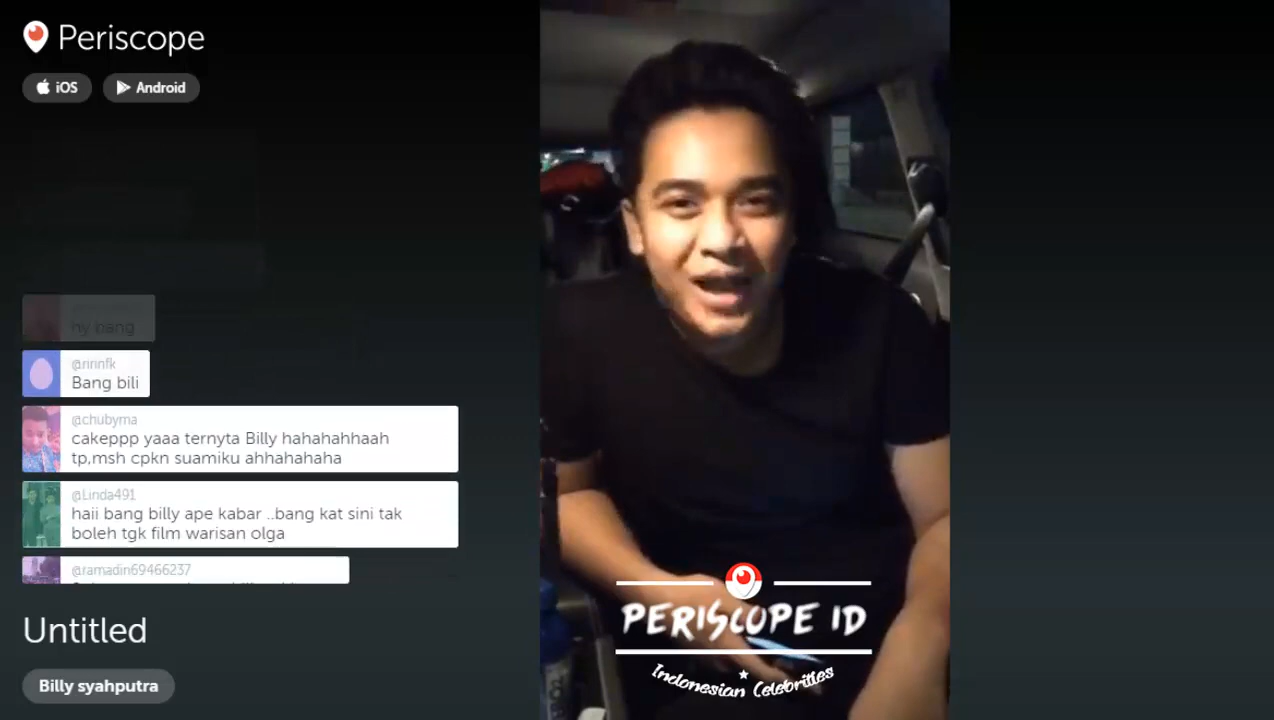 Periscope
iOS
Android
hy bang
@ririnfk
Bang bili
@chubyrna
cakeppp yaaa ternyta Billy hahahahhaah
tp,msh cpkn suamiku ahhahahaha
@Linda491
haii bang billy ape kabar ..bang kat sini tak
boleh tgk film warisan olga
@ramadin69466237
Untitled
Billy syahputra
PERISCOPE ID
Indonesian Celebrities